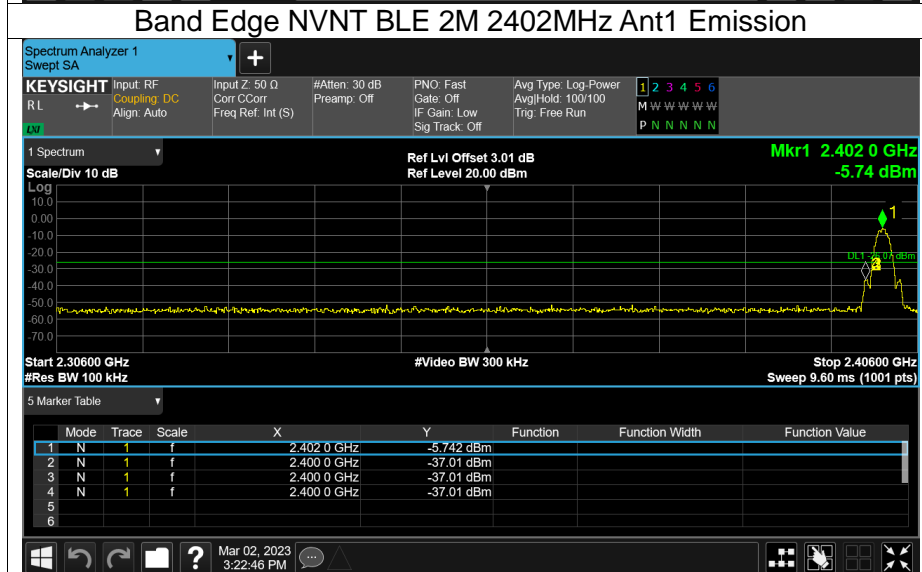 Band Edge NVNT BLE 2M 2402MHz Ant1 Emission
Spectrum Analyzer 1
Swept SA
+
KEYSIGHT Input: RF Input Z: 50 Ω #Atten: 30 dB PNO: Fast Avg Type: Log-Power 1 2 3 4 5 6
RL Coupling: DC Corr CCorr Preamp: Off Gate: Off Avg|Hold: 100/100 M W W W W W
Align: Auto Freq Ref: Int (S) IF Gain: Low Trig: Free Run
LXI Sig Track: Off P N N N N N
1 Spectrum Ref Lvl Offset 3.01 dB Mkr1 2.402 0 GHz
Scale/Div 10 dB Ref Level 20.00 dBm -5.74 dBm
Log
10.0
1
0.00
-10.0
-20.0
DL1 -26.07 dBm
-30.0
-40.0
-50.0
-60.0
-70.0
Start 2.30600 GHz #Video BW 300 kHz Stop 2.40600 GHz
#Res BW 100 kHz Sweep 9.60 ms (1001 pts)
5 Marker Table
Mode Trace Scale X Y Function Function Width Function Value
1 N 1 f 2.402 0 GHz -5.742 dBm
2 N 1 f 2.400 0 GHz -37.01 dBm
3 N 1 f 2.400 0 GHz -37.01 dBm
4 N 1 f 2.400 0 GHz -37.01 dBm
5
6
? Mar 02, 2023
3:22:46 PM